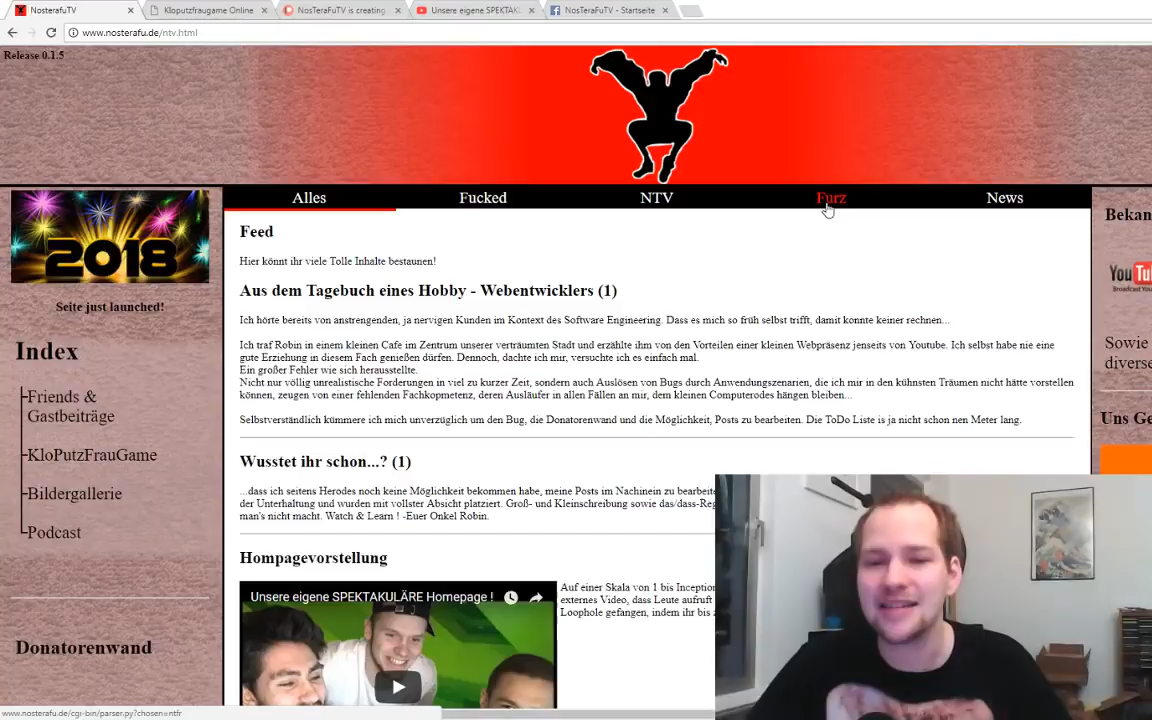 NosterafuTV
Kloputzfraugame Online
NosTeraFuTV is creating
Unsere eigene SPEKTAKU
NosTeraFuTV - Startseite
www.nosterafu.de/ntv.html
Release 0.1.5
Alles
Fucked
NTV
Furz
News
2018
Seite just launched!
Index
Friends &
Gastbeiträge
KloPutzFrauGame
Bildergallerie
Podcast
Donatorenwand
Feed
Hier könnt ihr viele Tolle Inhalte bestaunen!
Aus dem Tagebuch eines Hobby - Webentwicklers (1)
Ich hörte bereits von anstrengenden, ja nervigen Kunden im Kontext des Software Engineering. Dass es mich so früh selbst trifft, damit konnte keiner rechnen...
Ich traf Robin in einem kleinen Cafe im Zentrum unserer verträumten Stadt und erzählte ihm von den Vorteilen einer kleinen Webpräsenz jenseits von Youtube. Ich selbst habe nie eine
gute Erziehung in diesem Fach genießen dürfen. Dennoch, dachte ich mir, versuchte ich es einfach mal.
Ein großer Fehler wie sich herausstellte.
Nicht nur völlig unrealistische Forderungen in viel zu kurzer Zeit, sondern auch Auslösen von Bugs durch Anwendungszenarien, die ich mir in den kühnsten Träumen nicht hätte vorstellen
können, zeugen von einer fehlenden Fachkopmetenz, deren Ausläufer in allen Fällen an mir, dem kleinen Computerodes hängen bleiben...
Selbstverständlich kümmere ich mich unverzüglich um den Bug, die Donatorenwand und die Möglichkeit, Posts zu bearbeiten. Die ToDo Liste is ja nicht schon nen Meter lang.
Wusstet ihr schon...? (1)
...dass ich seitens Herodes noch keine Möglichkeit bekommen habe, meine Posts im Nachinein zu bearbeite
der Unterhaltung und wurden mit vollster Absicht platziert. Groß- und Kleinschreibung sowie das/dass-Reg
man's nicht macht. Watch & Learn ! -Euer Onkel Robin.
Hompagevorstellung
Unsere eigene SPEKTAKULÄRE Homepage !
Auf einer Skala von 1 bis Inception
externes Video, dass Leute aufruft
Loophole gefangen, indem ihr bis z
Bekan
YouTu
Broadcast You
Sowie
diverse
Uns Ge
www.nosterafu.de/cgi-bin/parser.py?chosen=ntfr